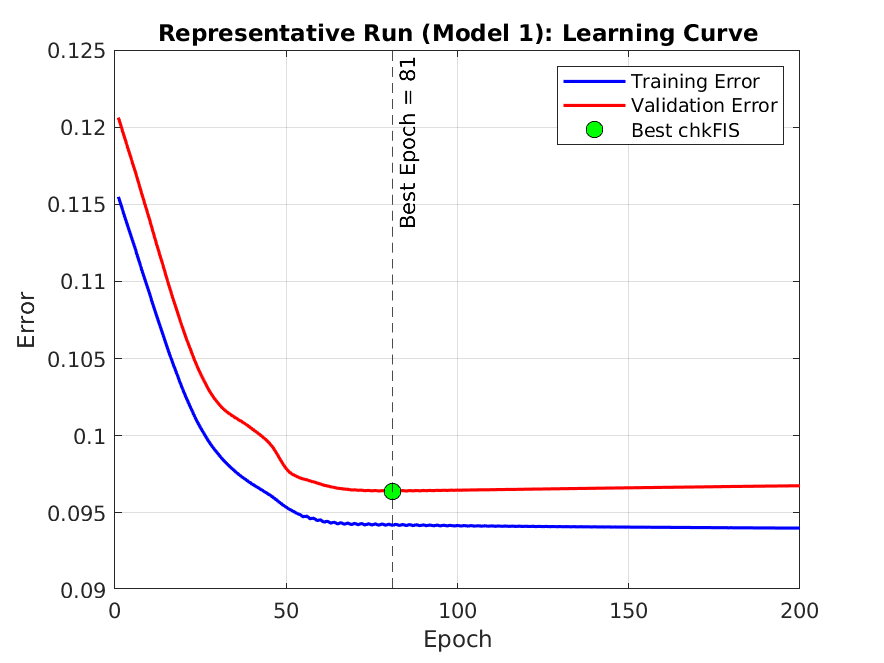 Representative Run (Model 1): Learning Curve
0.125
0.12
0.115
0.11
0.105
0.1
0.095
0.09
Error
Best Epoch = 81
Training Error
Validation Error
Best chkFIS
0
50
100
150
200
Epoch